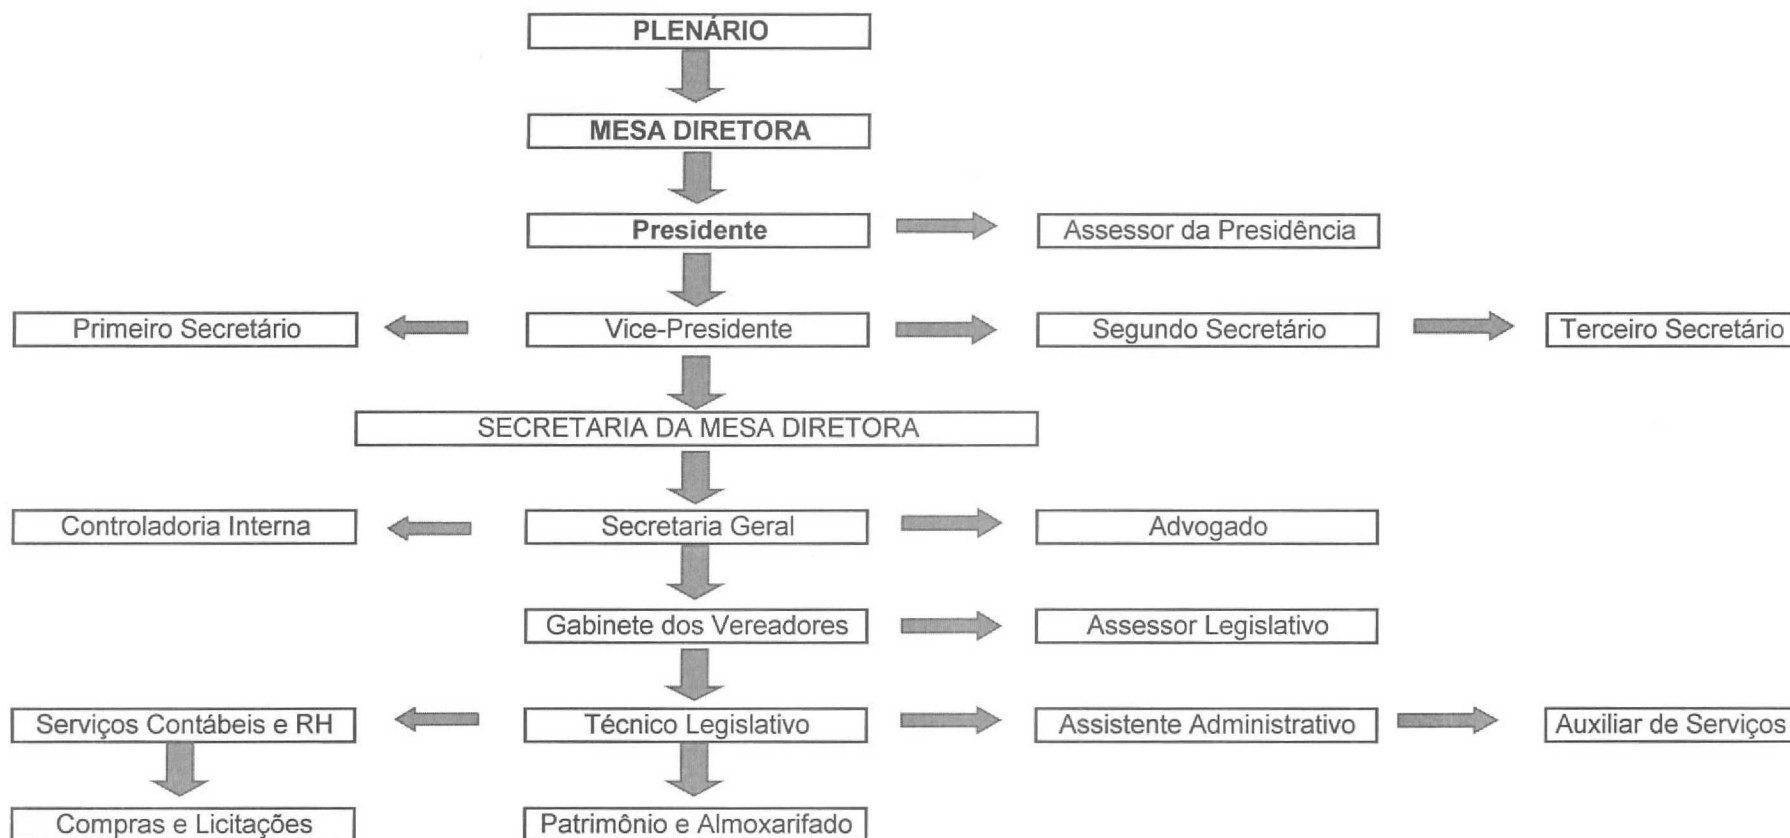 PLENÁRIO
MESA DIRETORA
Presidente
Assessor da Presidência
Primeiro Secretário
Vice-Presidente
Segundo Secretário
Terceiro Secretário
SECRETARIA DA MESA DIRETORA
Controladoria Interna
Secretaria Geral
Advogado
Gabinete dos Vereadores
Assessor Legislativo
Serviços Contábeis e RH
Técnico Legislativo
Assistente Administrativo
Auxiliar de Serviços
Compras e Licitações
Patrimônio e Almoxarifado